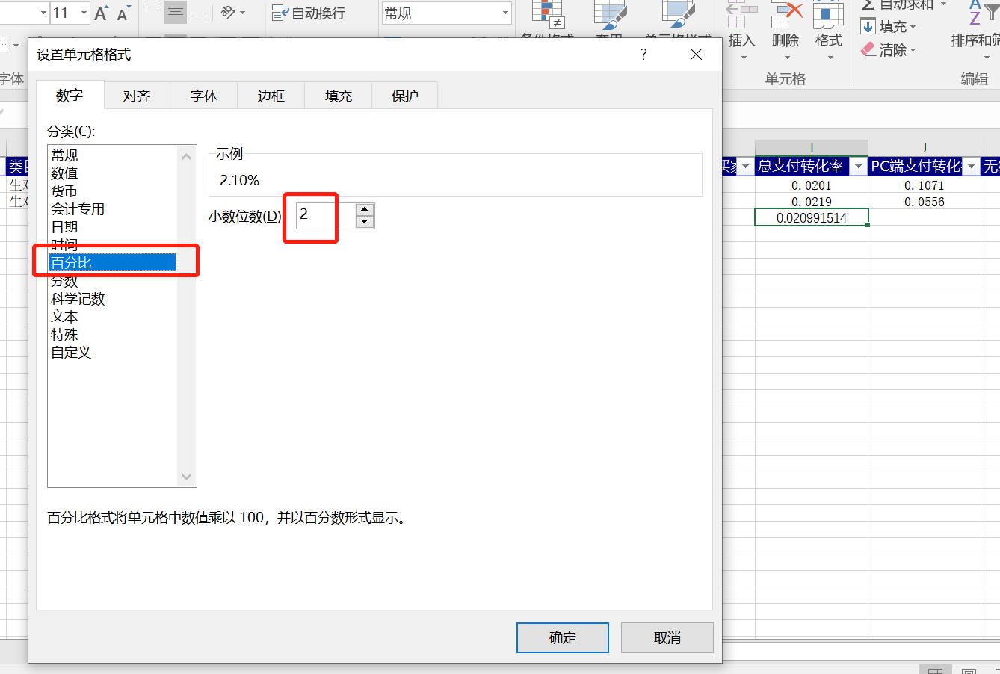 11
自动换行
常规
自动求和
填充
清除
排序和筛
插入
删除
格式
字体
单元格
编辑
设置单元格格式
?
数字
对齐
字体
边框
填充
保护
分类(C):
常规
数值
货币
会计专用
日期
时间
百分比
分数
科学记数
文本
特殊
自定义
示例
2.10%
小数位数(D)
2
百分比格式将单元格中数值乘以 100，并以百分数形式显示。
确定
取消
I
J
总支付转化率
PC端支付转化
0.0201
0.1071
0.0219
0.0556
0.020991514